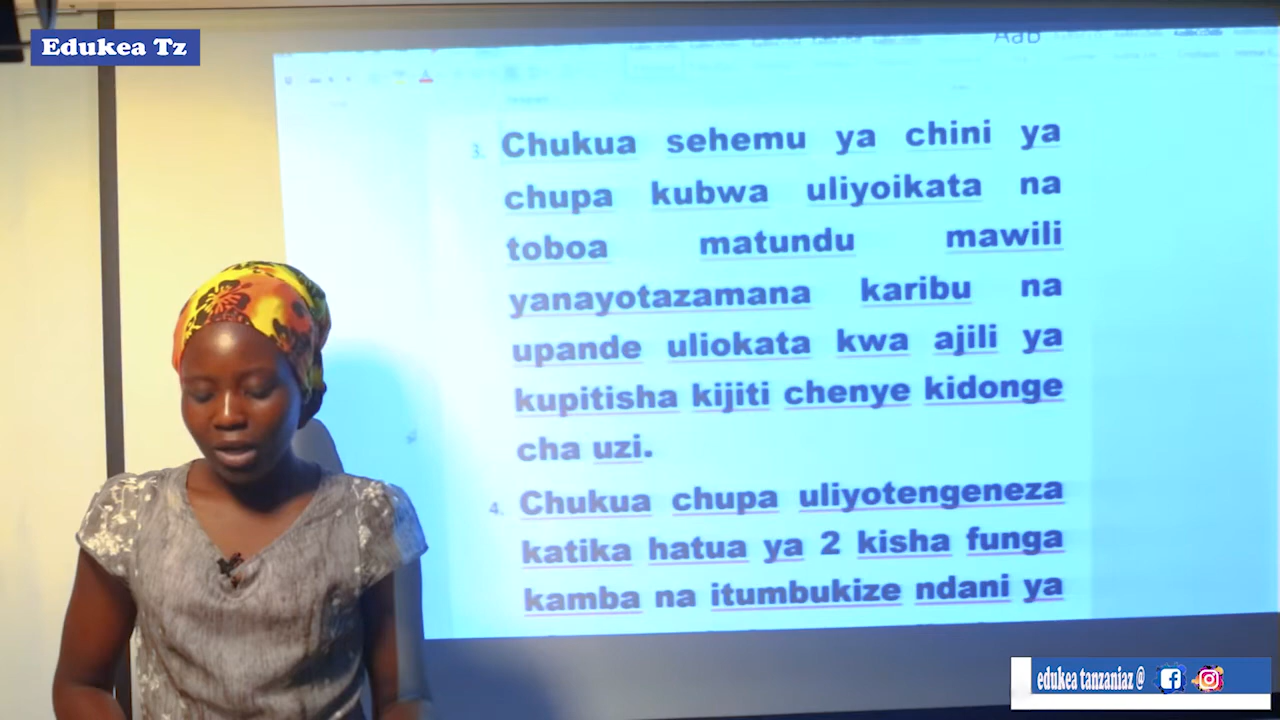 Edukea Tz
AaB
3. Chukua sehemu ya chini ya
chupa kubwa uliyoikata na
toboa matundu mawili
yanayotazamana karibu na
upande uliokata kwa ajili ya
kupitisha kijiti chenye kidonge
cha uzi.
4. Chukua chupa uliyotengeneza
katika hatua ya 2 kisha funga
kamba na itumbukize ndani ya
edukea tanzaniaz @